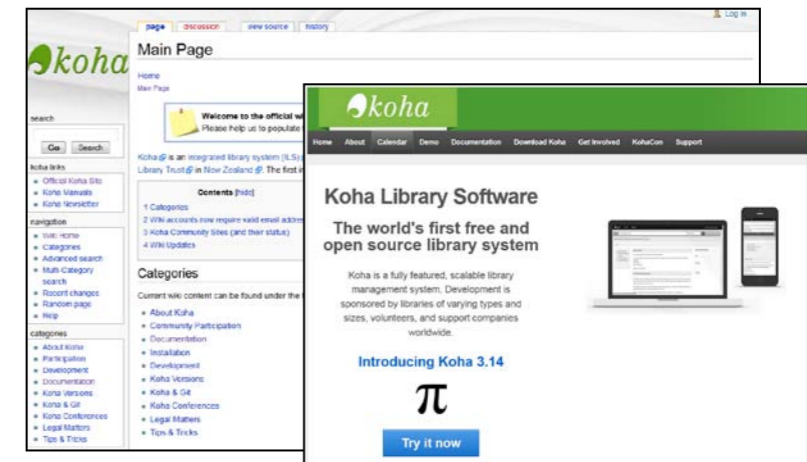 Log in
page discussion view source history
koha
Main Page
Home
Main Page
Welcome to the official wi
Please help us to populate
search
Go Search
Koha is an integrated library system (ILS)
Library Trust in New Zealand. The first in
koha links
Official Koha Site
Koha Manuals
Koha Newsletter
Contents [hide]
1 Categories
2 Wiki accounts now require valid email addres
3 Koha Community Sites (and their status)
4 Wiki Updates
navigation
Wiki Home
Categories
Advanced search
Multi-Category
search
Recent changes
Random page
Help
Categories
Current wiki content can be found under the
About Koha
Community Participation
Documentation
Installation
Development
Koha Versions
Koha & Git
Koha Conferences
Legal Matters
Tips & Tricks
categories
About Koha
Participation
Development
Documentation
Koha Versions
Koha & Git
Koha Conferences
Legal Matters
Tips & Tricks
koha
Home About Calendar Demo Documentation Download Koha Get Involved KohaCon Support
Koha Library Software
The world's first free and
open source library system
Koha is a fully featured, scalable library
management system. Development is
sponsored by libraries of varying types and
sizes, volunteers, and support companies
worldwide.
Introducing Koha 3.14
π
Try it now